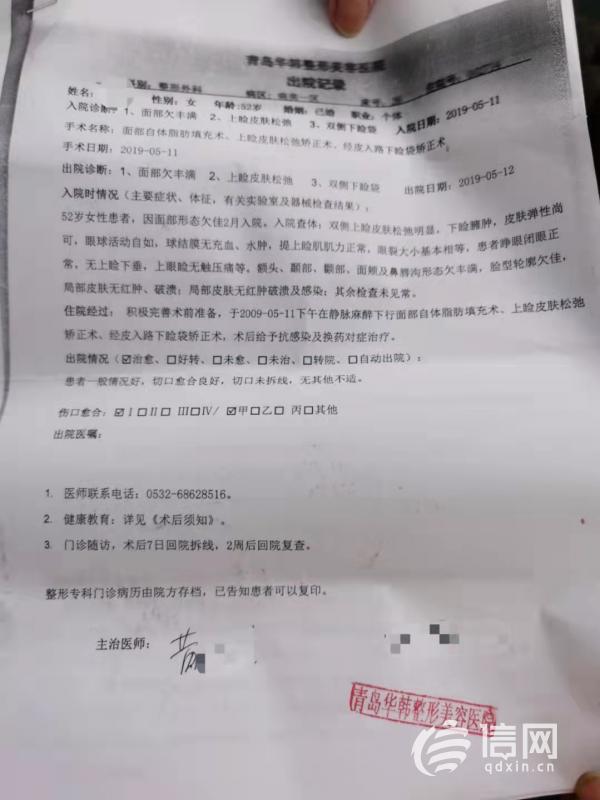 青岛华韩整形美容医院
出院记录
科别：整形外科
姓名： 性别：女 年龄：52岁 婚姻：已婚 职业：个体
入院诊断：1、面部欠丰满 2、上睑皮肤松弛 3、双侧下睑袋 入院日期：2019-05-11
手术名称：面部自体脂肪填充术、上睑皮肤松弛矫正术、经皮入路下睑袋矫正术。
手术日期：2019-05-11
出院诊断：1、面部欠丰满 2、上睑皮肤松弛 3、双侧下睑袋 出院日期：2019-05-12
入院时情况（主要症状、体征，有关实验室及器械检查结果）：
52岁女性患者，因面部形态欠佳2月入院。入院查体：双侧上睑皮肤松弛明显，下睑臃肿，皮肤弹性尚
可，眼球活动自如，球结膜无充血、水肿，提上睑肌肌力正常，眼裂大小基本相等，患者睁眼闭眼正
常，无上睑下垂，上眼睑无触压痛等。额头、颞部、颧部、面颊及鼻唇沟形态欠丰满，脸型轮廓欠佳，
局部皮肤无红肿、破溃；局部皮肤无红肿破溃及感染；其余检查未见常。
住院经过： 积极完善术前准备，于2009-05-11下午在静脉麻醉下行面部自体脂肪填充术、上睑皮肤松弛
矫正术、经皮入路下睑袋矫正术，术后给予抗感染及换药对症治疗。
出院情况（☑治愈、□好转、□未愈、□未治、□转院、□自动出院）：
患者一般情况好，切口愈合良好，切口未拆线，无其他不适。
伤口愈合：☑Ⅰ□Ⅱ□ Ⅲ□Ⅳ/ ☑甲□乙□ 丙□其他
出院医嘱：
1. 医师联系电话：0532-68628516。
2. 健康教育：详见《术后须知》。
3. 门诊随访，术后7日回院拆线，2周后回院复查。
整形专科门诊病历由院方存档，已告知患者可以复印。
主治医师：
青岛华韩整形美容医院
信网
qdxin.cn